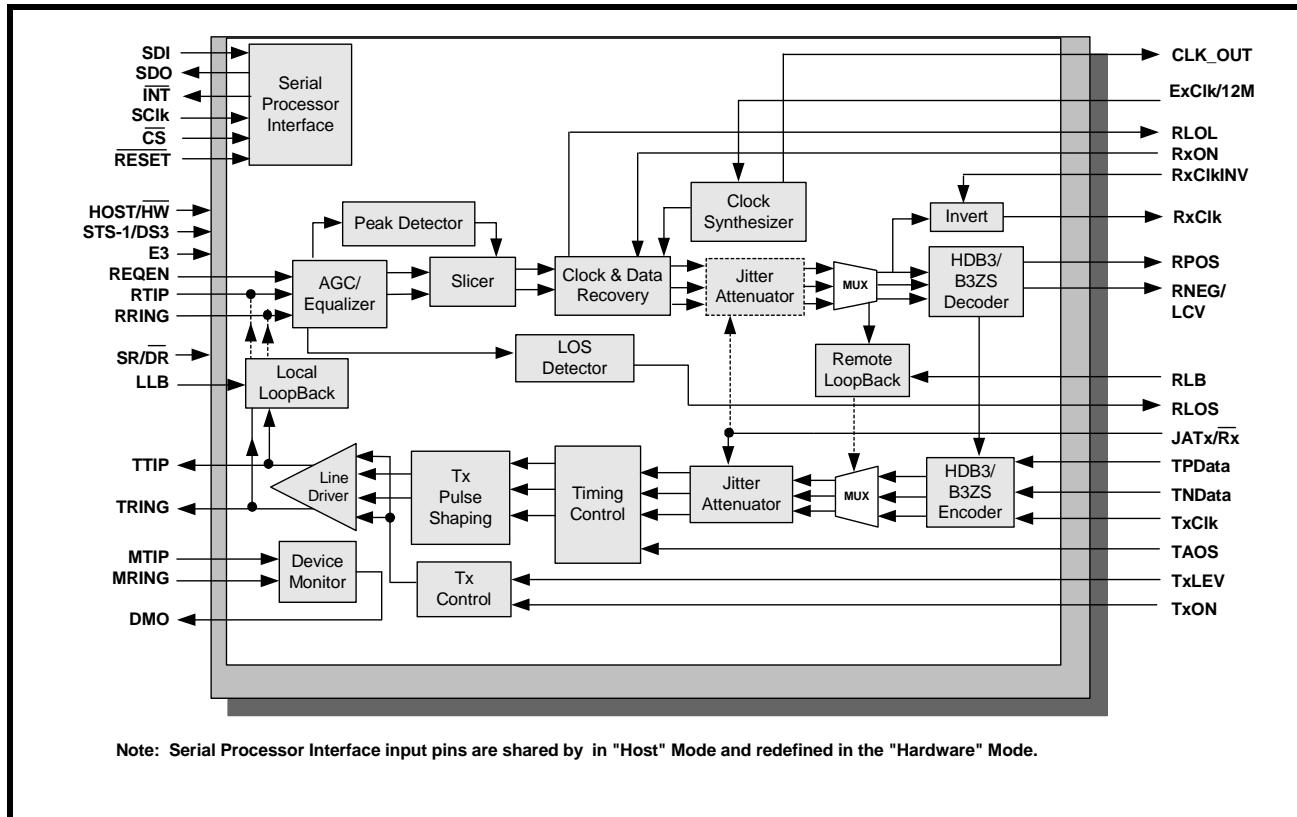 SDI
SDO
INT
SClk
CS
RESET
HOST/HW
STS-1/DS3
E3
REQEN
RTIP
RRING
SR/DR
LLB
TTIP
TRING
MTIP
MRING
DMO
Serial
Processor
Interface
Peak Detector
AGC/
Equalizer
Slicer
Clock & Data
Recovery
Clock
Synthesizer
Jitter
Attenuator
MUX
Invert
HDB3/
B3ZS
Decoder
LOS
Detector
Remote
LoopBack
Local
LoopBack
Line
Driver
Tx
Pulse
Shaping
Timing
Control
Jitter
Attenuator
MUX
HDB3/
B3ZS
Encoder
Device
Monitor
Tx
Control
CLK_OUT
ExClk/12M
RLOL
RxON
RxClkINV
RxClk
RPOS
RNEG/
LCV
RLB
RLOS
JATx/Rx
TPData
TNData
TxClk
TAOS
TxLEV
TxON
Note: Serial Processor Interface input pins are shared by in "Host" Mode and redefined in the "Hardware" Mode.